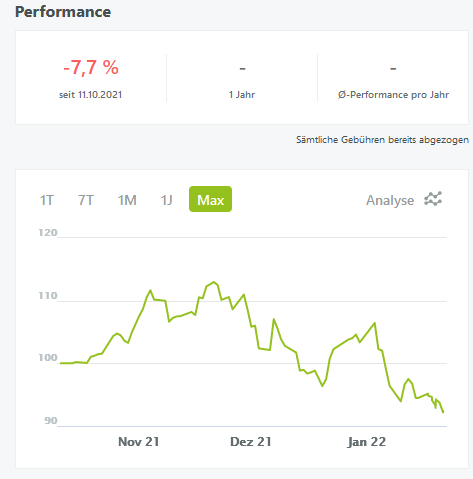 Performance
-7,7 %
-
-
seit 11.10.2021
1 Jahr
Ø-Performance pro Jahr
Sämtliche Gebühren bereits abgezogen
1T 7T 1M 1J Max Analyse
120
110
100
90
Nov 21 Dez 21 Jan 22